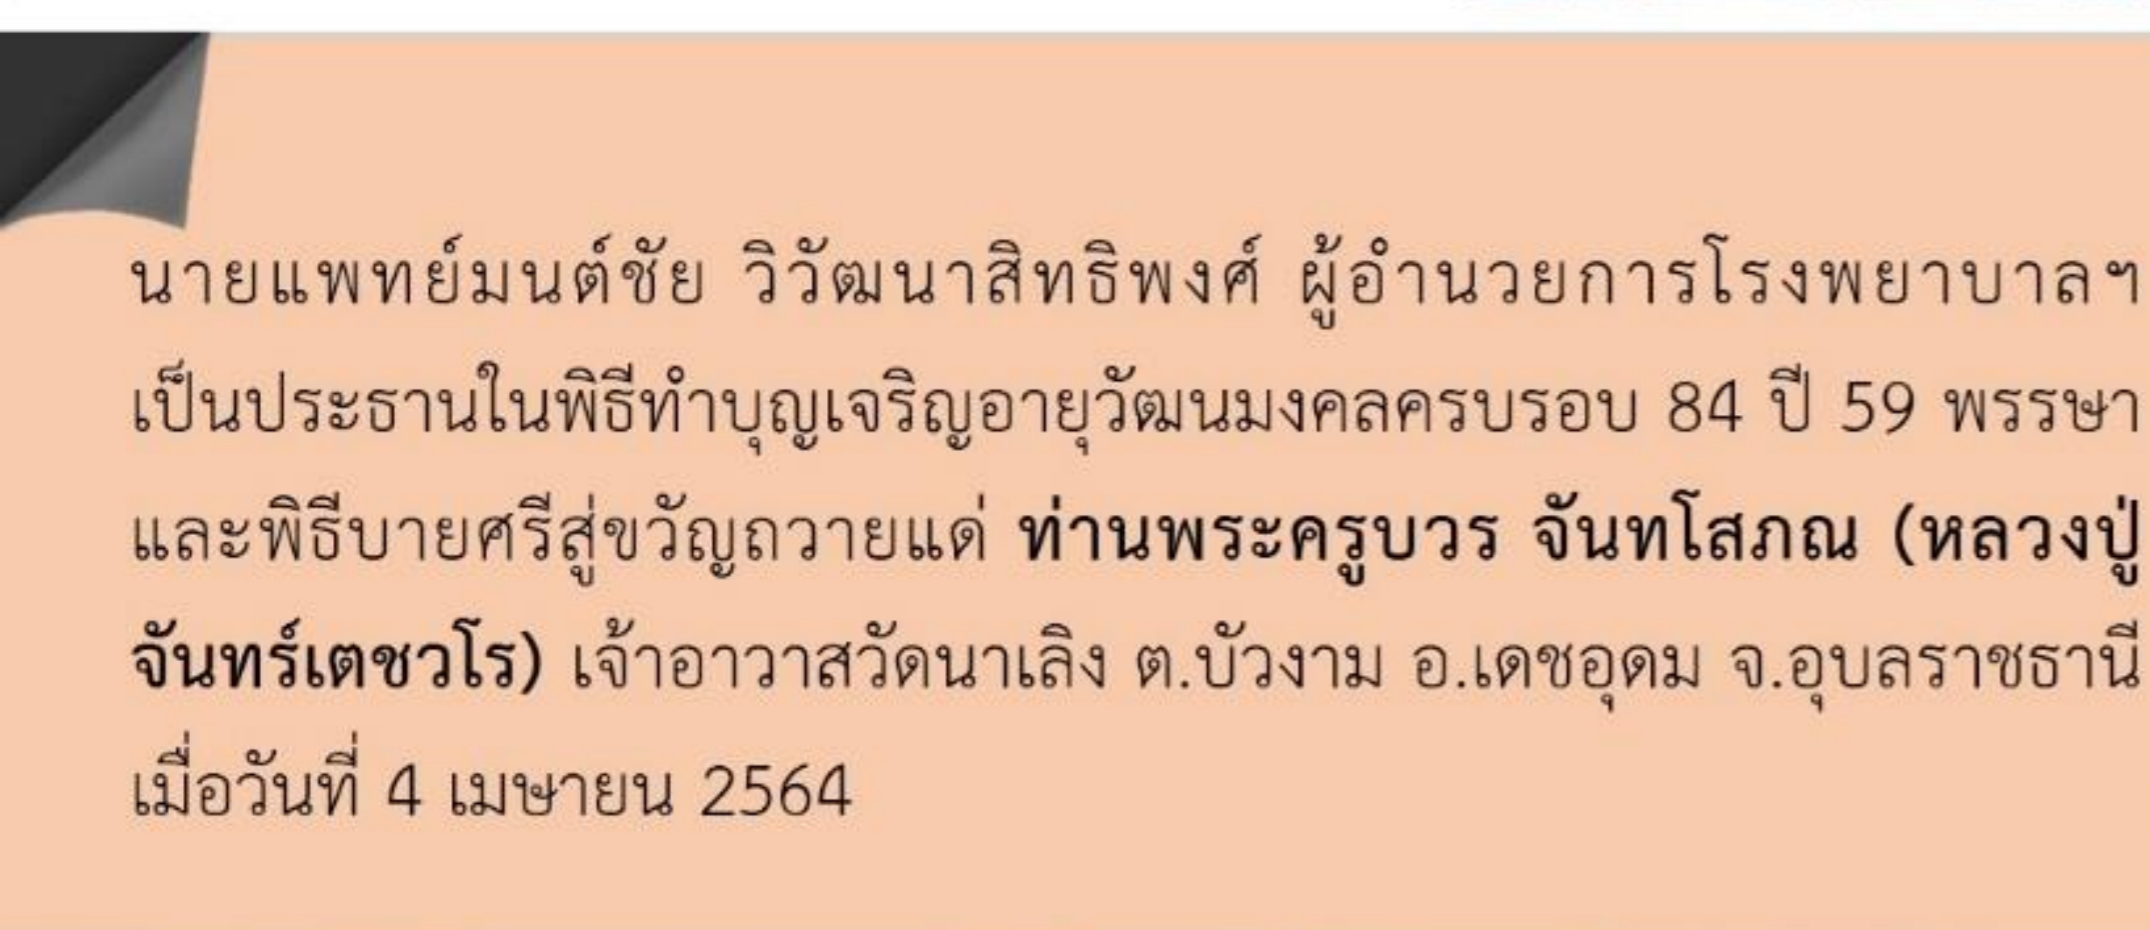 นายแพทย์มนต์ชัย วิวัฒนาสิทธิพงศ์ ผู้อำนวยการโรงพยาบาลฯ
เป็นประธานในพิธีทำบุญเจริญอายุวัฒนมงคลครบรอบ 84 ปี 59 พรรษา
และพิธีบายศรีสู่ขวัญถวายแด่ ท่านพระครูบวร จันทโสภณ (หลวงปู่
จันทร์เตชวโร) เจ้าอาวาสวัดนาเลิง ต.บัวงาม อ.เดชอุดม จ.อุบลราชธานี
เมื่อวันที่ 4 เมษายน 2564